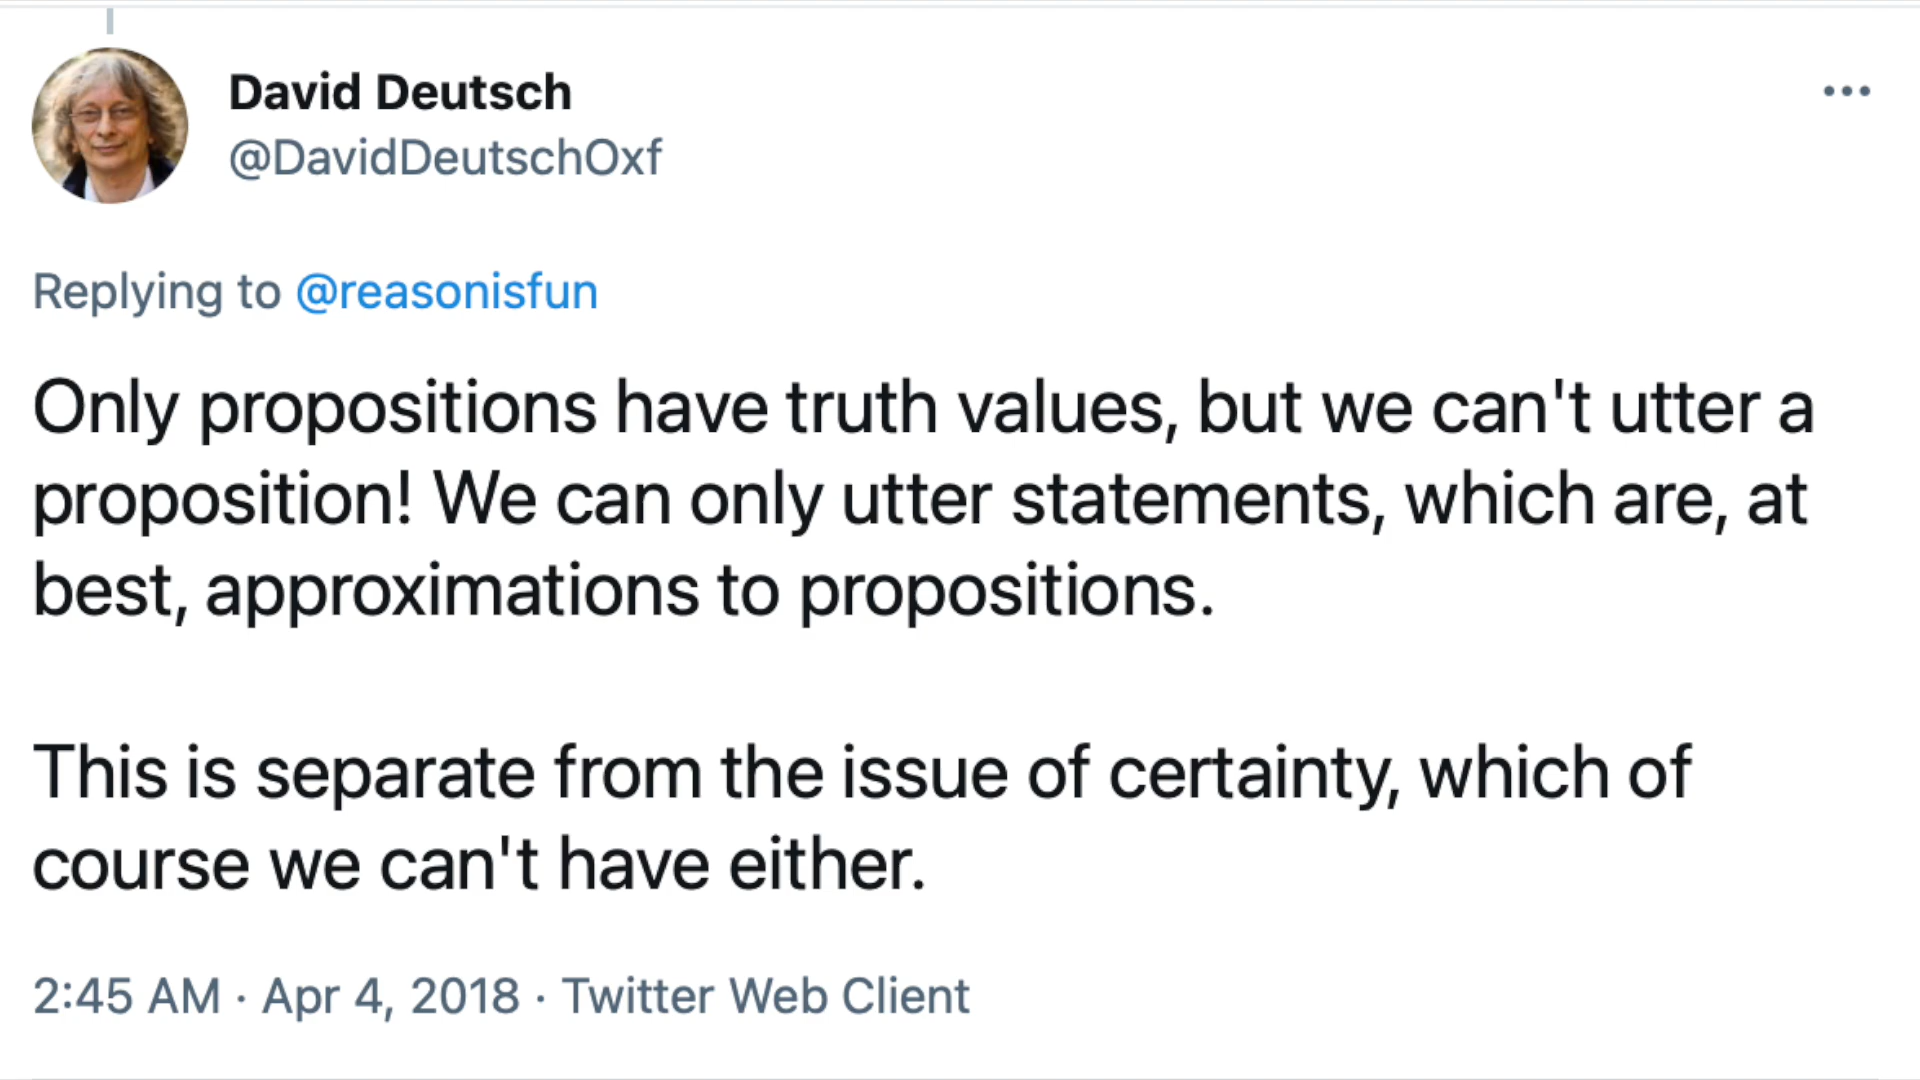 David Deutsch
@DavidDeutschOxf
Replying to @reasonisfun
Only propositions have truth values, but we can't utter a
proposition! We can only utter statements, which are, at
best, approximations to propositions.
This is separate from the issue of certainty, which of
course we can't have either.
2:45 AM · Apr 4, 2018 · Twitter Web Client